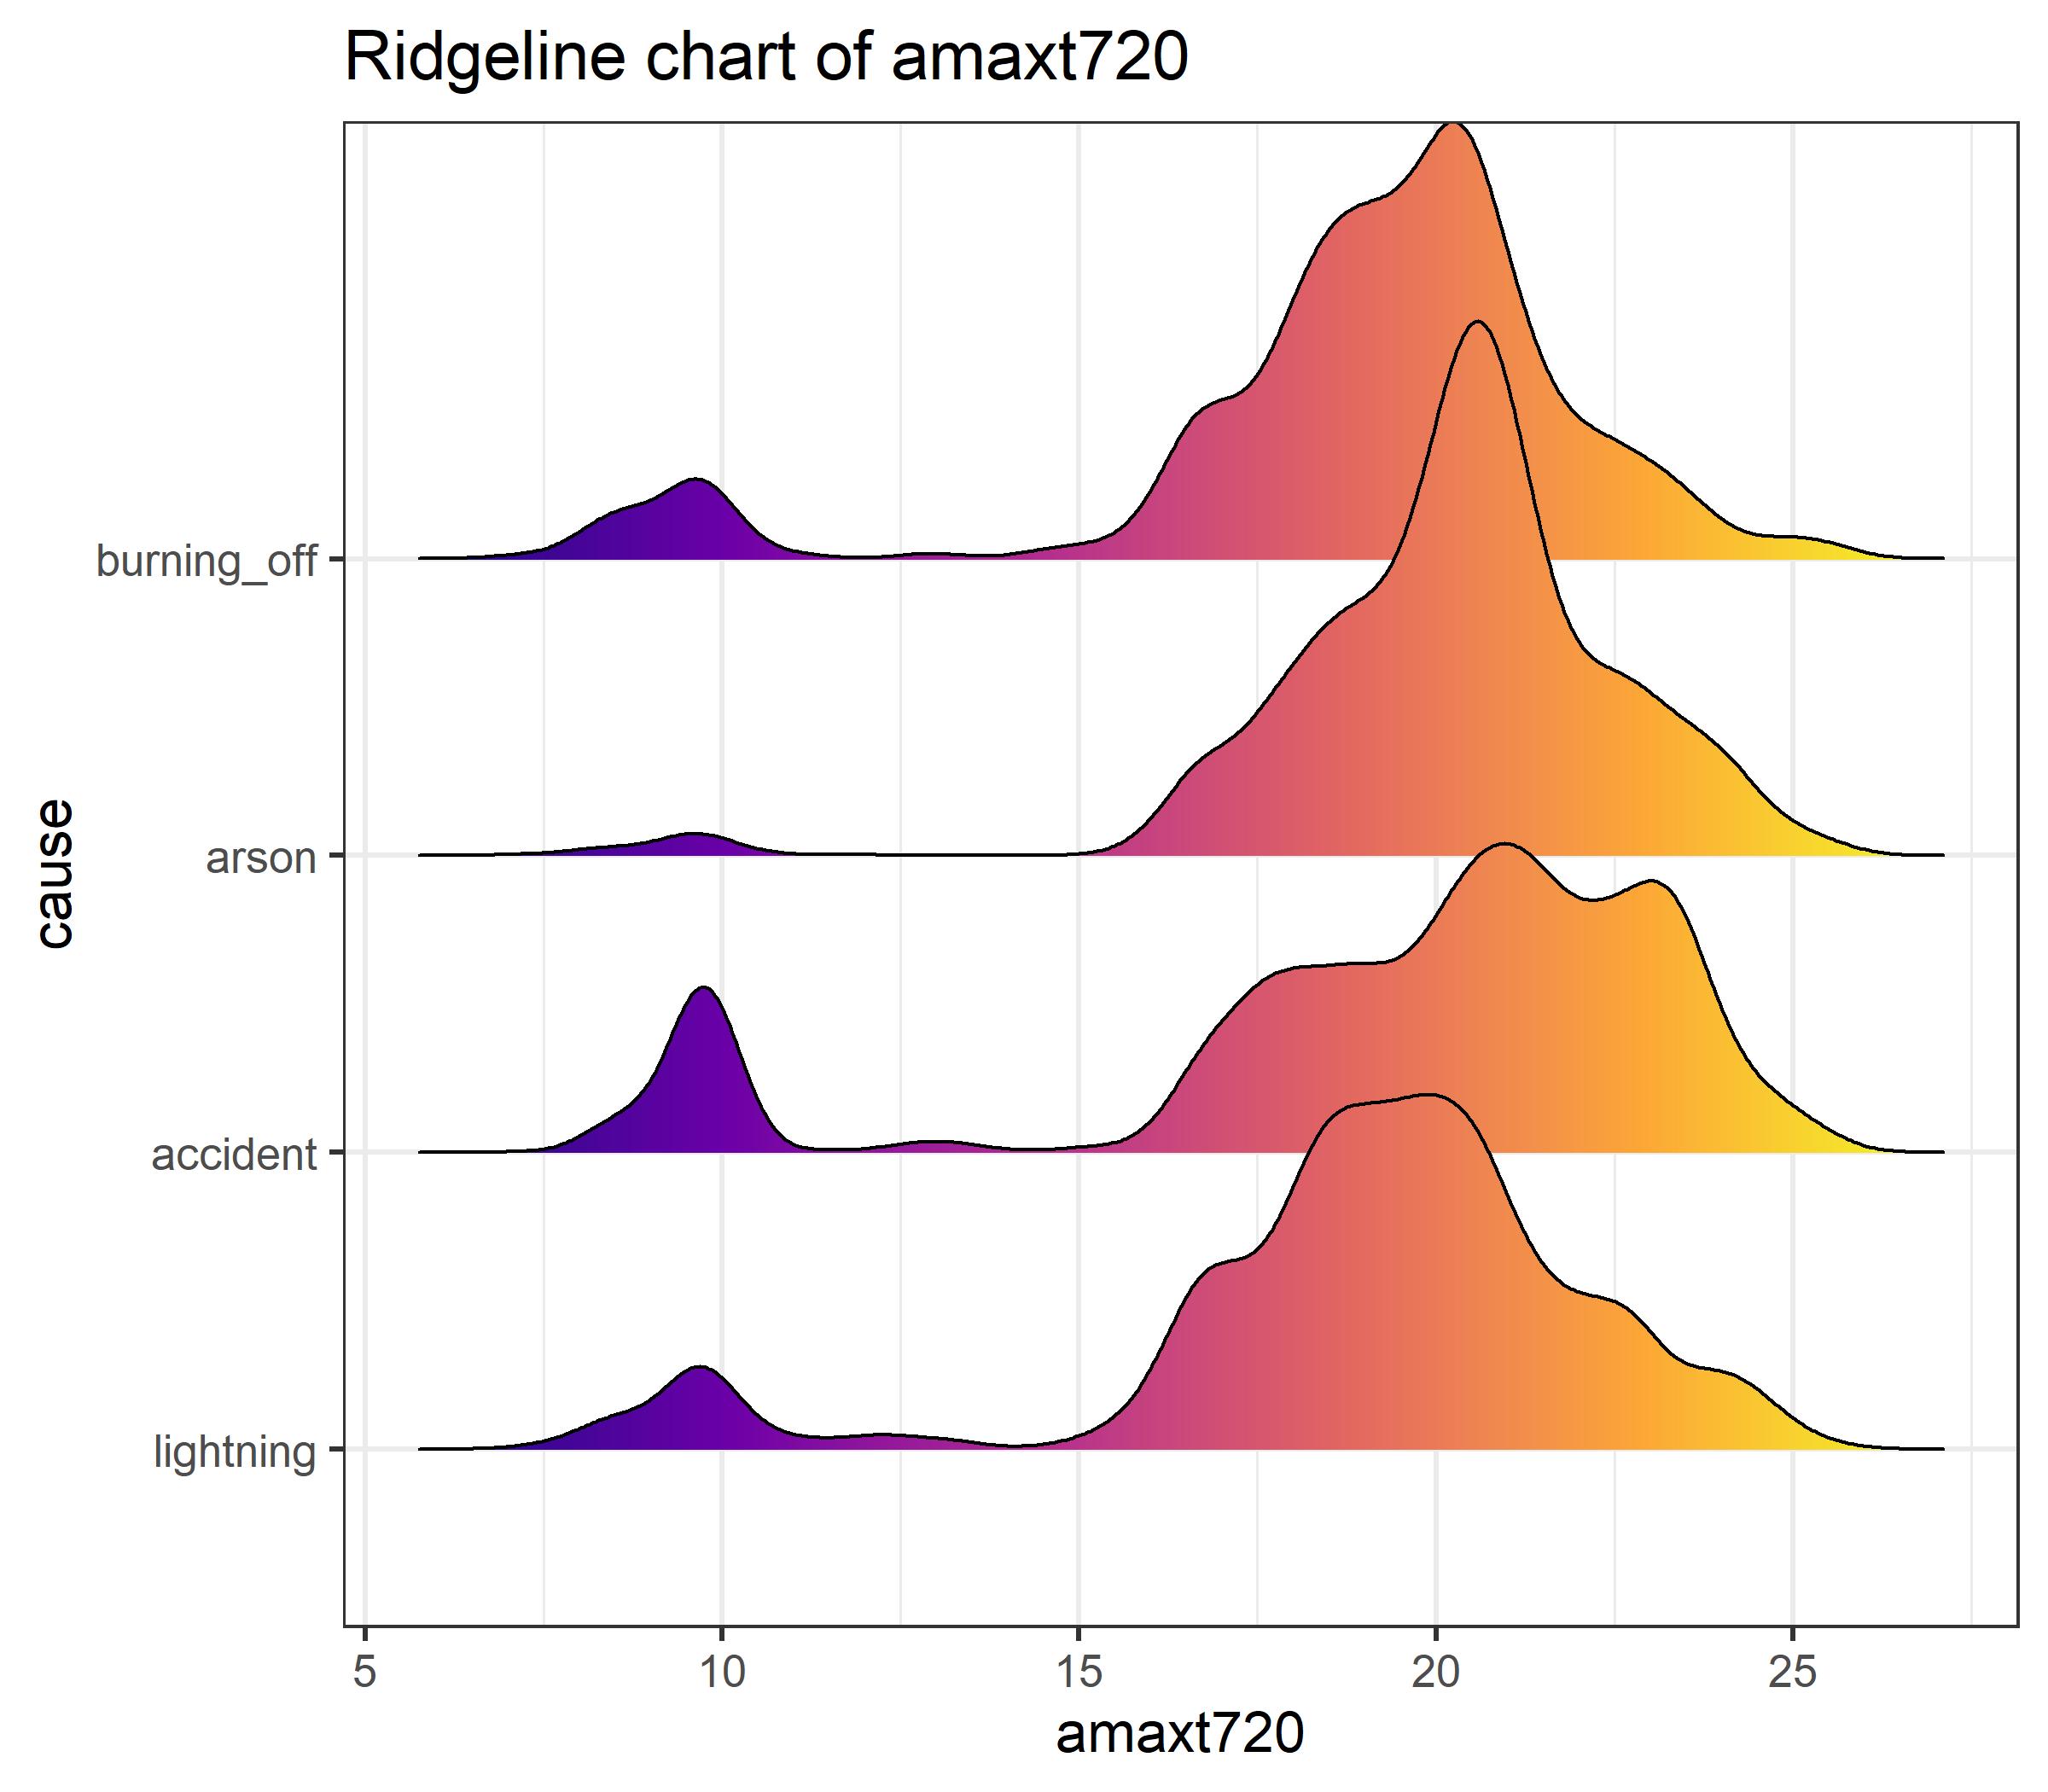 Ridgeline chart of amaxt720
cause
burning_off
arson
accident
lightning
5 10 15 20 25
amaxt720